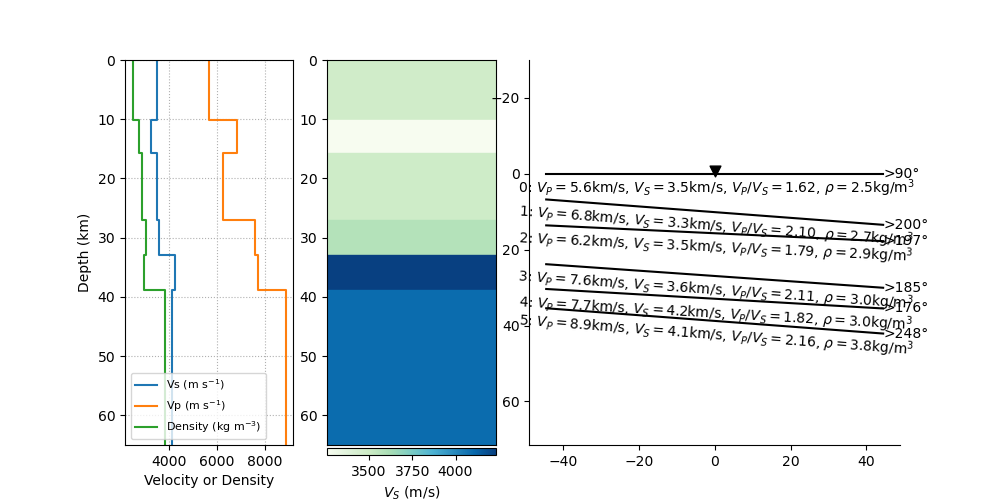 0
10
20
30
40
50
60
Depth (km)
4000 6000 8000
Velocity or Density
Vs (m s⁻¹)
Vp (m s⁻¹)
Density (kg m⁻³)
0
10
20
30
40
50
60
3500 3750 4000
V_S (m/s)
−20
0
20
40
60
−40 −20 0 20 40
>90°
0: V_P = 5.6km/s, V_S = 3.5km/s, V_P/V_S = 1.62, ρ = 2.5kg/m³
>200°
1: V_P = 6.8km/s, V_S = 3.3km/s, V_P/V_S = 2.10, ρ = 2.7kg/m³
>197°
2: V_P = 6.2km/s, V_S = 3.5km/s, V_P/V_S = 1.79, ρ = 2.9kg/m³
>185°
3: V_P = 7.6km/s, V_S = 3.6km/s, V_P/V_S = 2.11, ρ = 3.0kg/m³
>176°
4: V_P = 7.7km/s, V_S = 4.2km/s, V_P/V_S = 1.82, ρ = 3.0kg/m³
>248°
5: V_P = 8.9km/s, V_S = 4.1km/s, V_P/V_S = 2.16, ρ = 3.8kg/m³